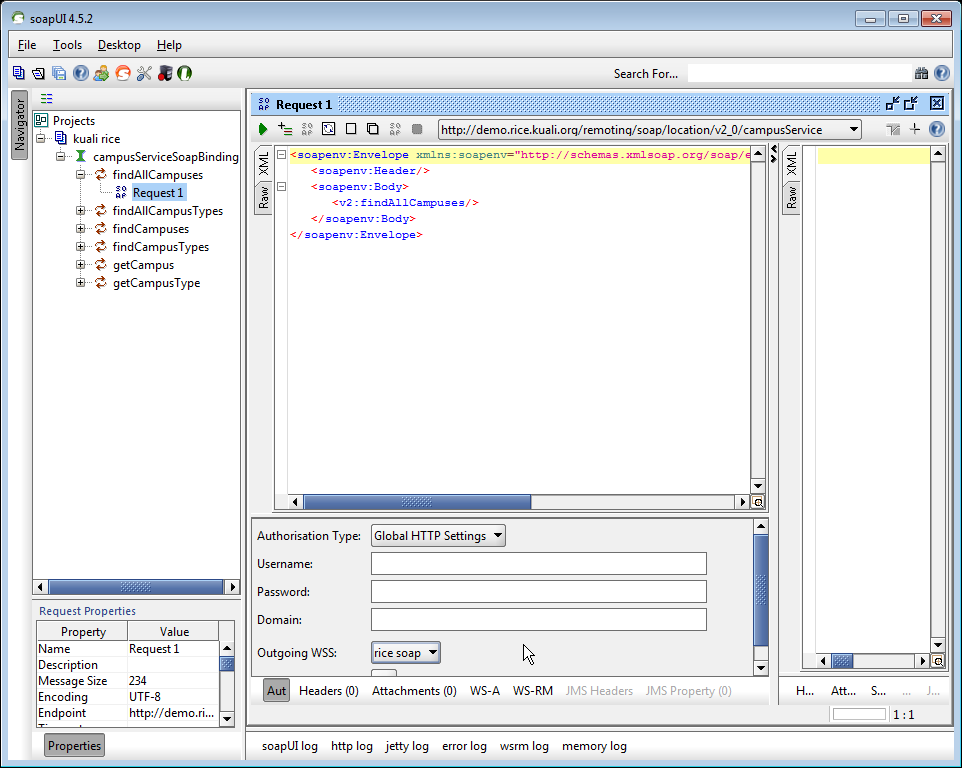 soapUI 4.5.2
File Tools Desktop Help
Search For...
Navigator
Projects
kuali rice
campusServiceSoapBinding
findAllCampuses
Request 1
findAllCampusTypes
findCampuses
findCampusTypes
getCampus
getCampusType
Request Properties
Property Value
Name Request 1
Description
Message Size 234
Encoding UTF-8
Endpoint http://demo.ri...
Properties
Request 1
http://demo.rice.kuali.org/remoting/soap/location/v2_0/campusService
XML
Raw
<soapenv:Envelope xmlns:soapenv="http://schemas.xmlsoap.org/soap/e
<soapenv:Header/>
<soapenv:Body>
<v2:findAllCampuses/>
</soapenv:Body>
</soapenv:Envelope>
XML
Raw
Authorisation Type: Global HTTP Settings
Username:
Password:
Domain:
Outgoing WSS: rice soap
Aut Headers (0) Attachments (0) WS-A WS-RM JMS Headers JMS Property (0)
H... Att... S... ... J...
1 : 1
soapUI log http log jetty log error log wsrm log memory log